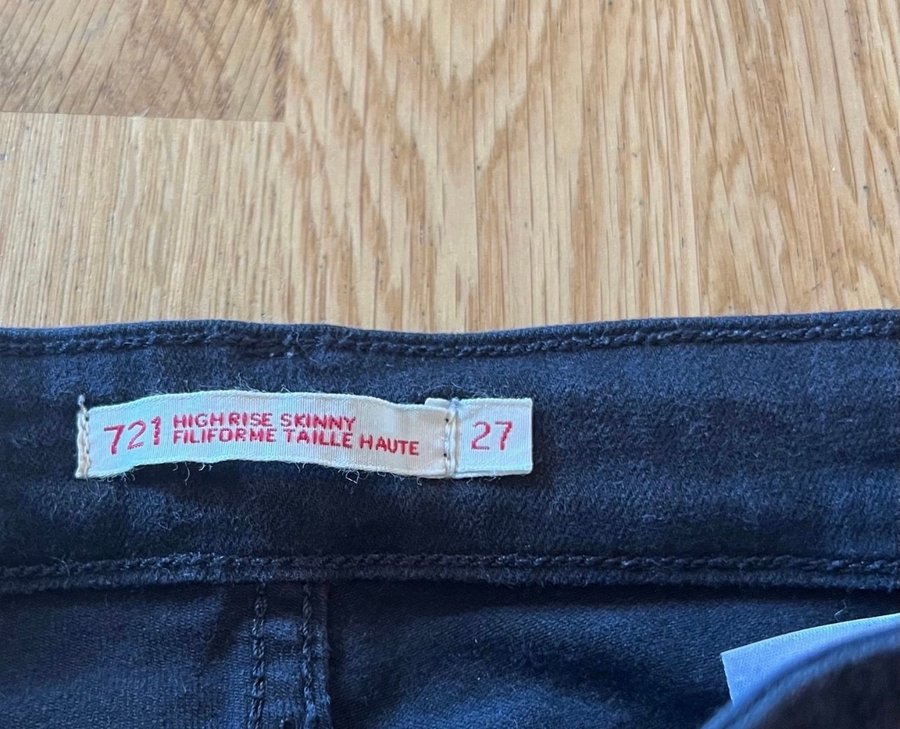 721 HIGH RISE SKINNY
FILIFORME TAILLE HAUTE
27